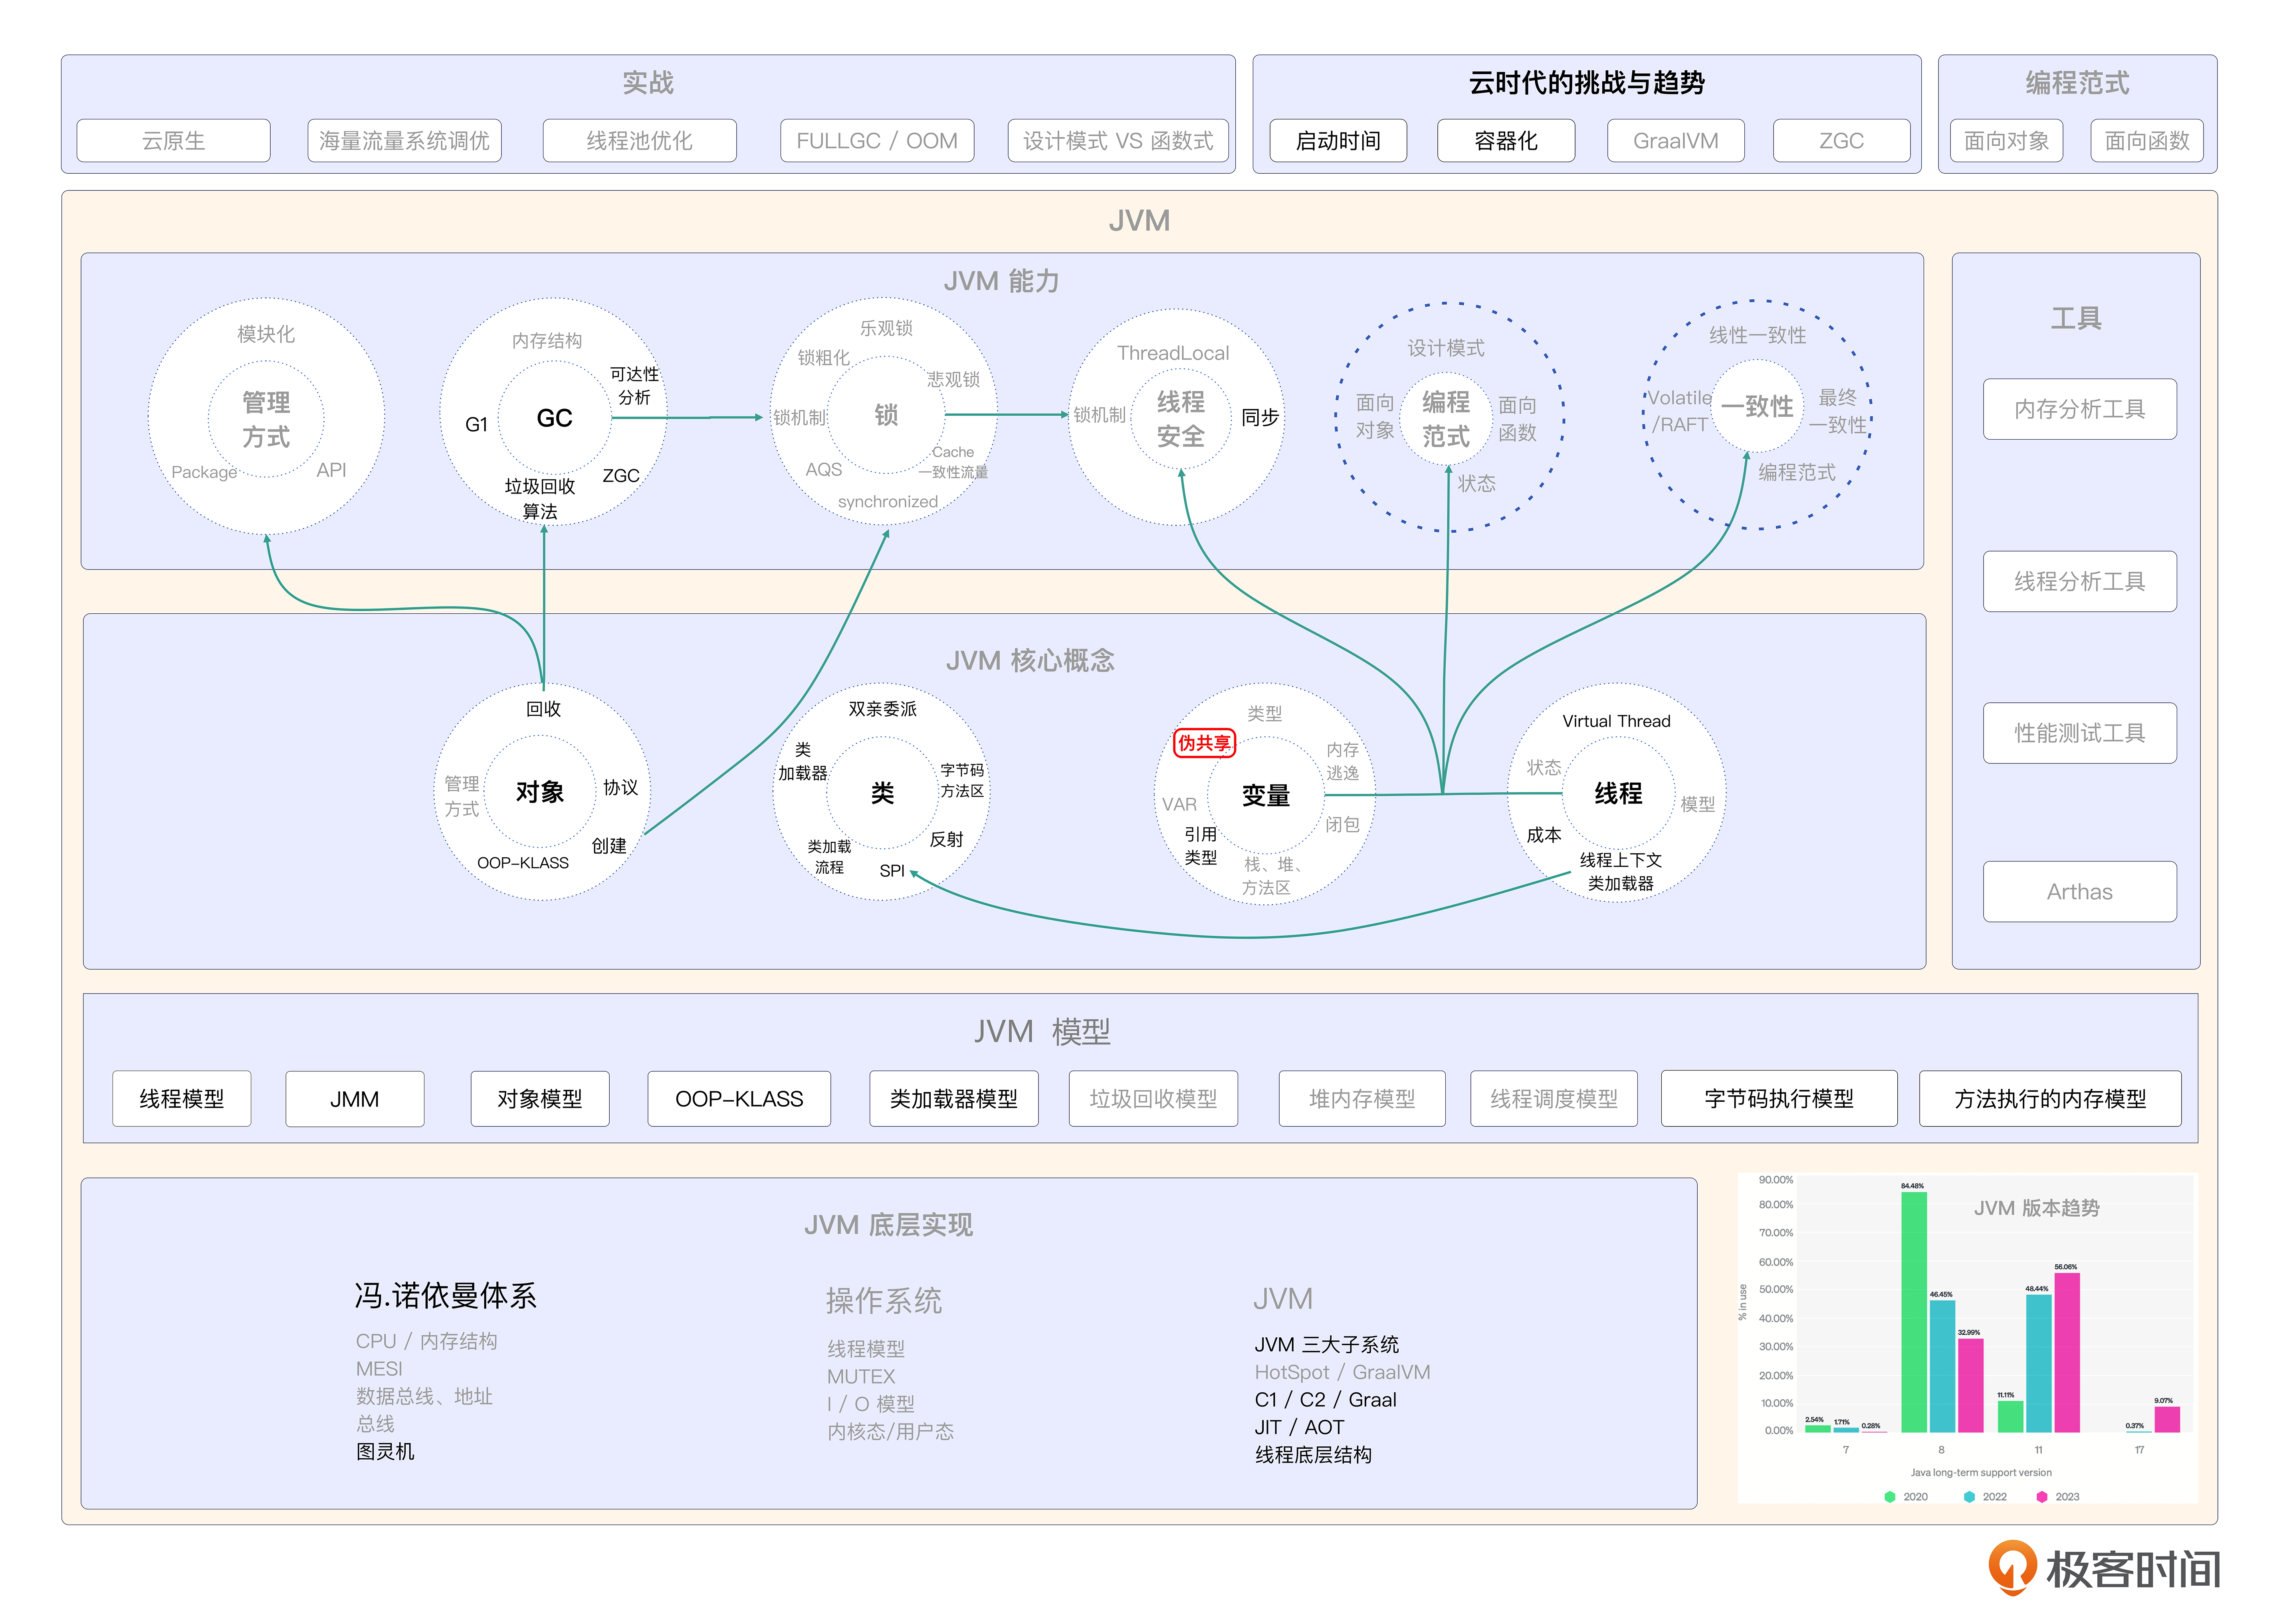 实战
云原生
海量流量系统调优
线程池优化
FULLGC / OOM
设计模式 VS 函数式
云时代的挑战与趋势
启动时间
容器化
GraalVM
ZGC
编程范式
面向对象
面向函数
JVM
JVM 能力
模块化
管理
方式
Package
API
内存结构
可达性
分析
G1
GC
ZGC
垃圾回收
算法
乐观锁
锁粗化
悲观锁
锁机制
锁
AQS
Cache
一致性流量
synchronized
ThreadLocal
锁机制
线程
安全
同步
设计模式
面向
对象
编程
范式
面向
函数
状态
线性一致性
Volatile
/RAFT
一致性
最终
一致性
编程范式
工具
内存分析工具
线程分析工具
性能测试工具
Arthas
JVM 核心概念
回收
管理
方式
对象
协议
创建
OOP-KLASS
双亲委派
类
加载器
字节码
方法区
类
反射
类加载
流程
SPI
类型
伪共享
内存
逃逸
VAR
变量
引用
类型
闭包
栈、堆、
方法区
Virtual Thread
状态
线程
模型
成本
线程上下文
类加载器
JVM 模型
线程模型
JMM
对象模型
OOP-KLASS
类加载器模型
垃圾回收模型
堆内存模型
线程调度模型
字节码执行模型
方法执行的内存模型
JVM 底层实现
冯.诺依曼体系
CPU / 内存结构
MESI
数据总线、地址
总线
图灵机
操作系统
线程模型
MUTEX
I / O 模型
内核态/用户态
JVM
JVM 三大子系统
HotSpot / GraalVM
C1 / C2 / Graal
JIT / AOT
线程底层结构
JVM 版本趋势
90.00%
80.00%
70.00%
60.00%
50.00%
40.00%
30.00%
20.00%
10.00%
0.00%
% in use
2.54%
1.71%
0.28%
84.48%
46.45%
32.99%
11.11%
48.44%
56.06%
0.37%
9.07%
7
8
11
17
Java long-term support version
2020
2022
2023
极客时间